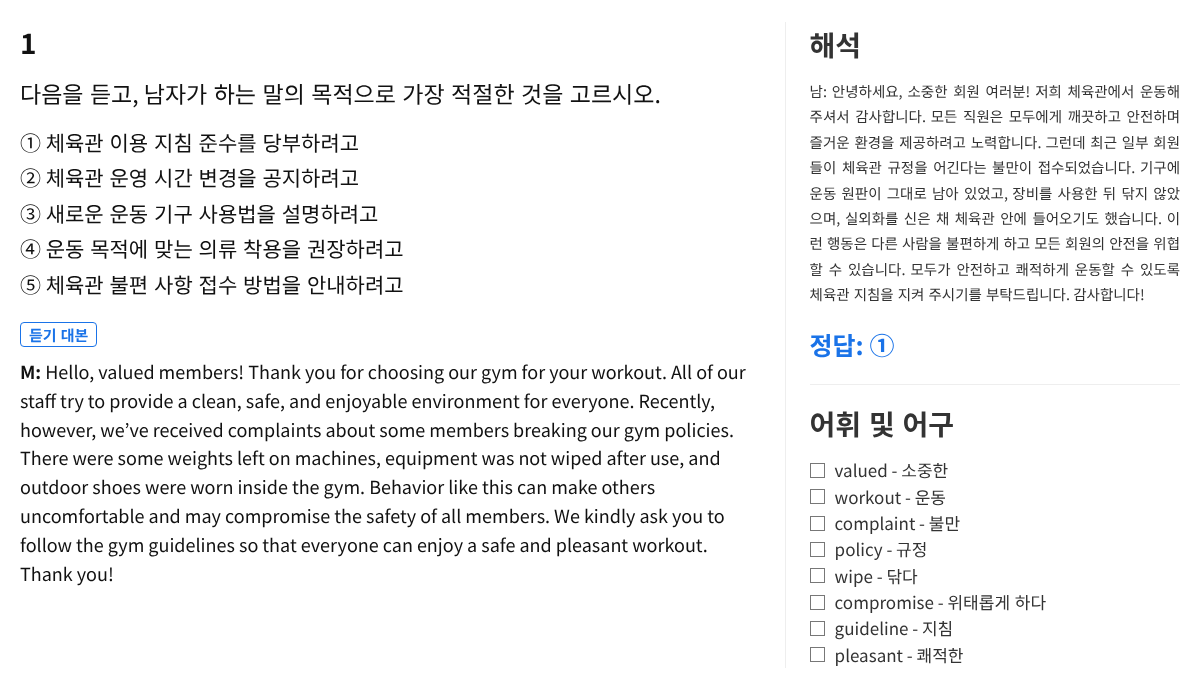 1
다음을 듣고, 남자가 하는 말의 목적으로 가장 적절한 것을 고르시오.
① 체육관 이용 지침 준수를 당부하려고
② 체육관 운영 시간 변경을 공지하려고
③ 새로운 운동 기구 사용법을 설명하려고
④ 운동 목적에 맞는 의류 착용을 권장하려고
⑤ 체육관 불편 사항 접수 방법을 안내하려고
듣기 대본
M: Hello, valued members! Thank you for choosing our gym for your workout. All of our
staff try to provide a clean, safe, and enjoyable environment for everyone. Recently,
however, we’ve received complaints about some members breaking our gym policies.
There were some weights left on machines, equipment was not wiped after use, and
outdoor shoes were worn inside the gym. Behavior like this can make others
uncomfortable and may compromise the safety of all members. We kindly ask you to
follow the gym guidelines so that everyone can enjoy a safe and pleasant workout.
Thank you!
해석
남: 안녕하세요, 소중한 회원 여러분! 저희 체육관에서 운동해
주셔서 감사합니다. 모든 직원은 모두에게 깨끗하고 안전하며
즐거운 환경을 제공하려고 노력합니다. 그런데 최근 일부 회원
들이 체육관 규정을 어긴다는 불만이 접수되었습니다. 기구에
운동 원판이 그대로 남아 있었고, 장비를 사용한 뒤 닦지 않았
으며, 실외화를 신은 채 체육관 안에 들어오기도 했습니다. 이
런 행동은 다른 사람을 불편하게 하고 모든 회원의 안전을 위협
할 수 있습니다. 모두가 안전하고 쾌적하게 운동할 수 있도록
체육관 지침을 지켜 주시기를 부탁드립니다. 감사합니다!
정답: ①
어휘 및 어구
☐ valued - 소중한
☐ workout - 운동
☐ complaint - 불만
☐ policy - 규정
☐ wipe - 닦다
☐ compromise - 위태롭게 하다
☐ guideline - 지침
☐ pleasant - 쾌적한